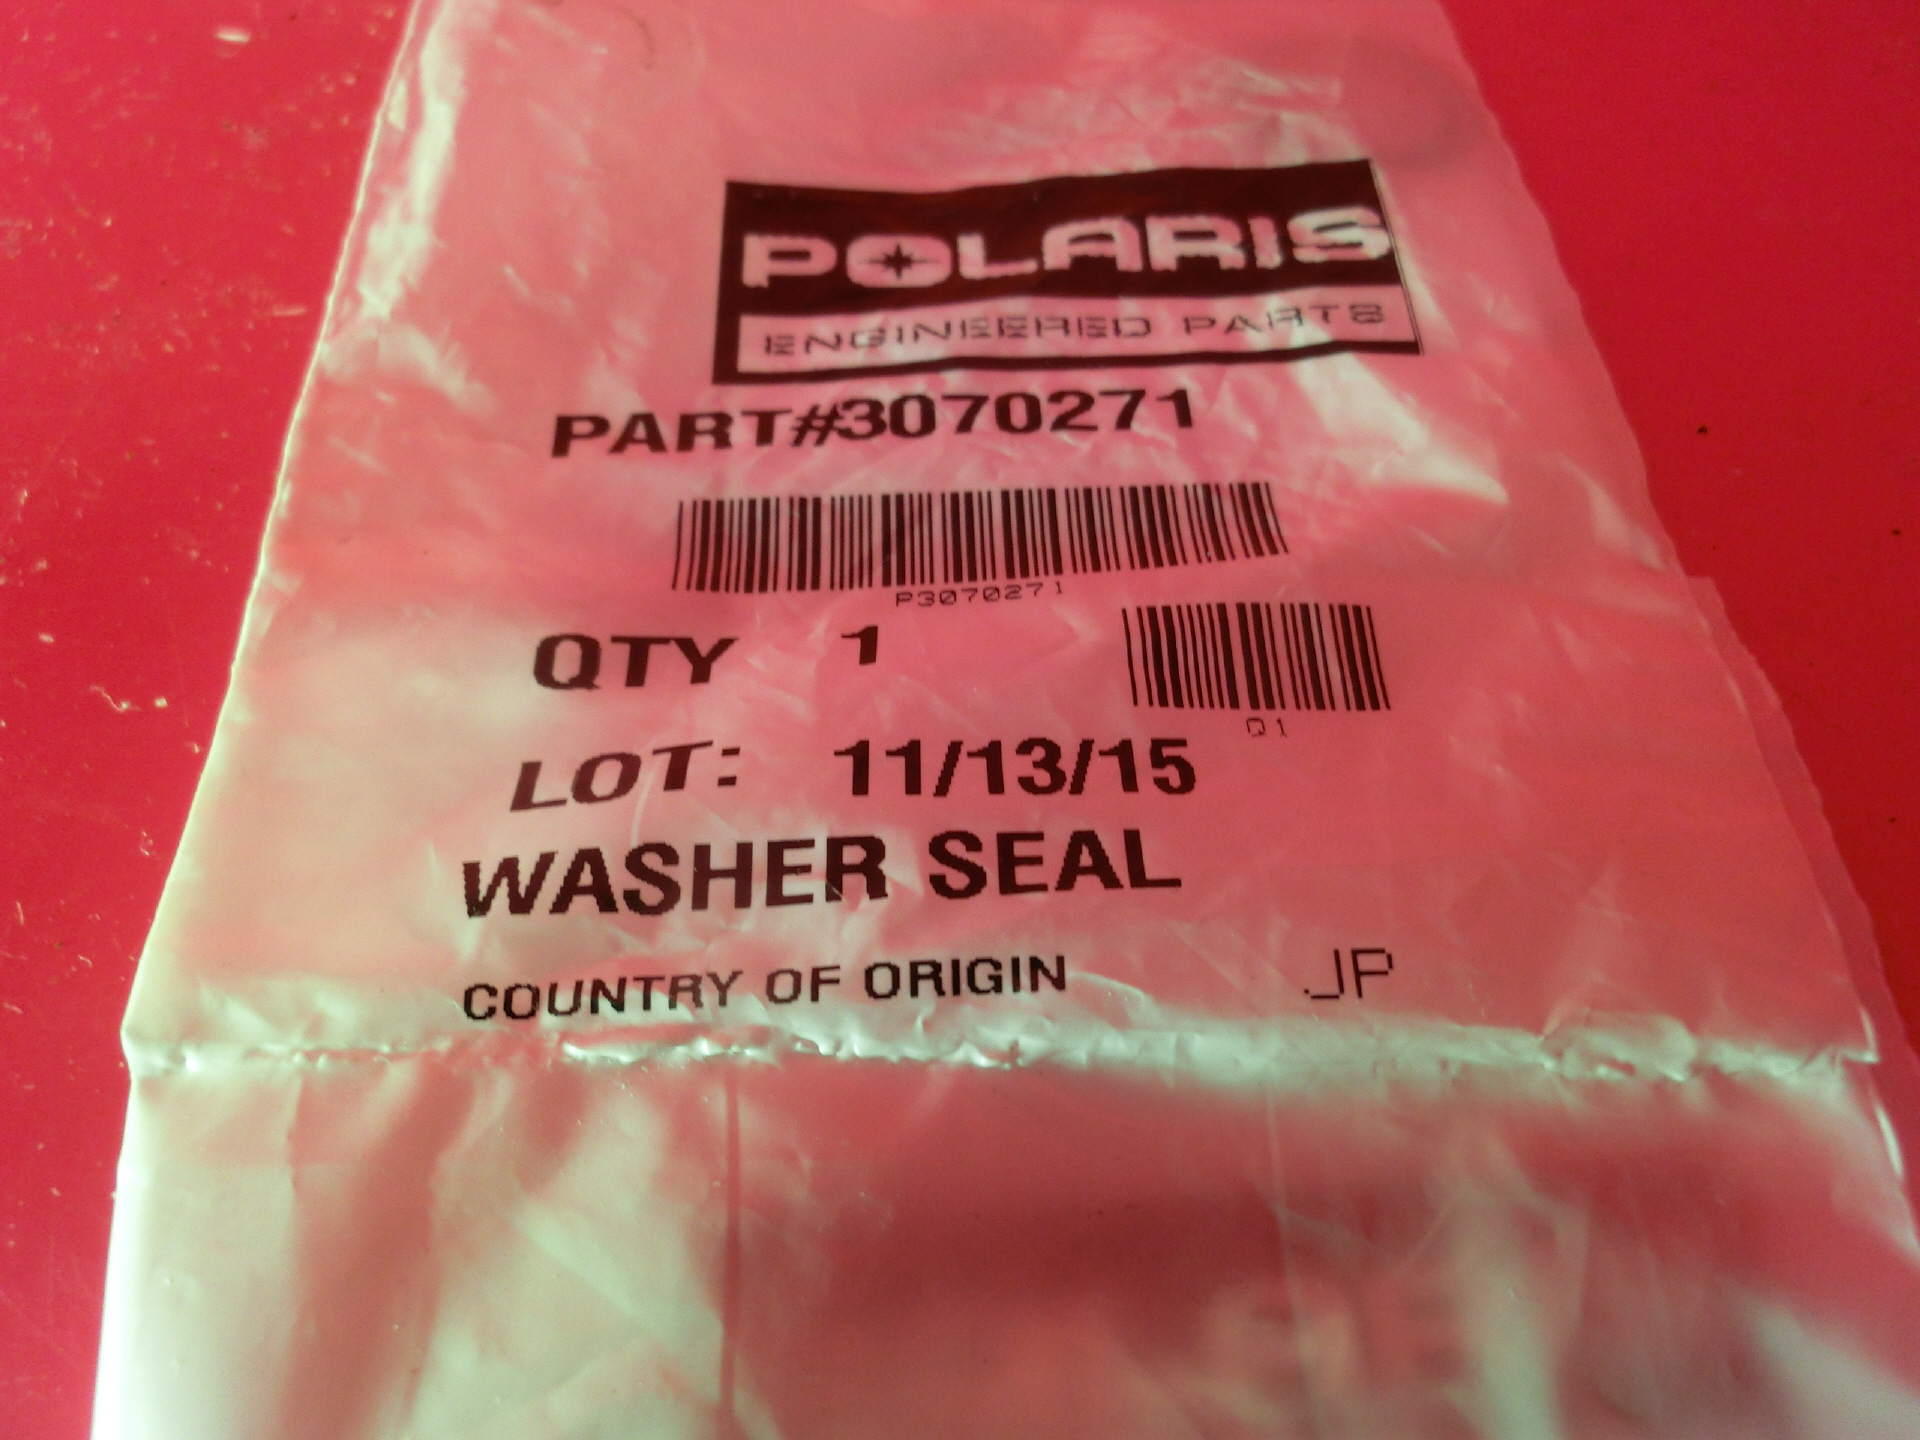 POLARIS
ENGINEERED PARTS
PART#3070271
P3070271
QTY 1
Q1
LOT: 11/13/15
WASHER SEAL
COUNTRY OF ORIGIN JP